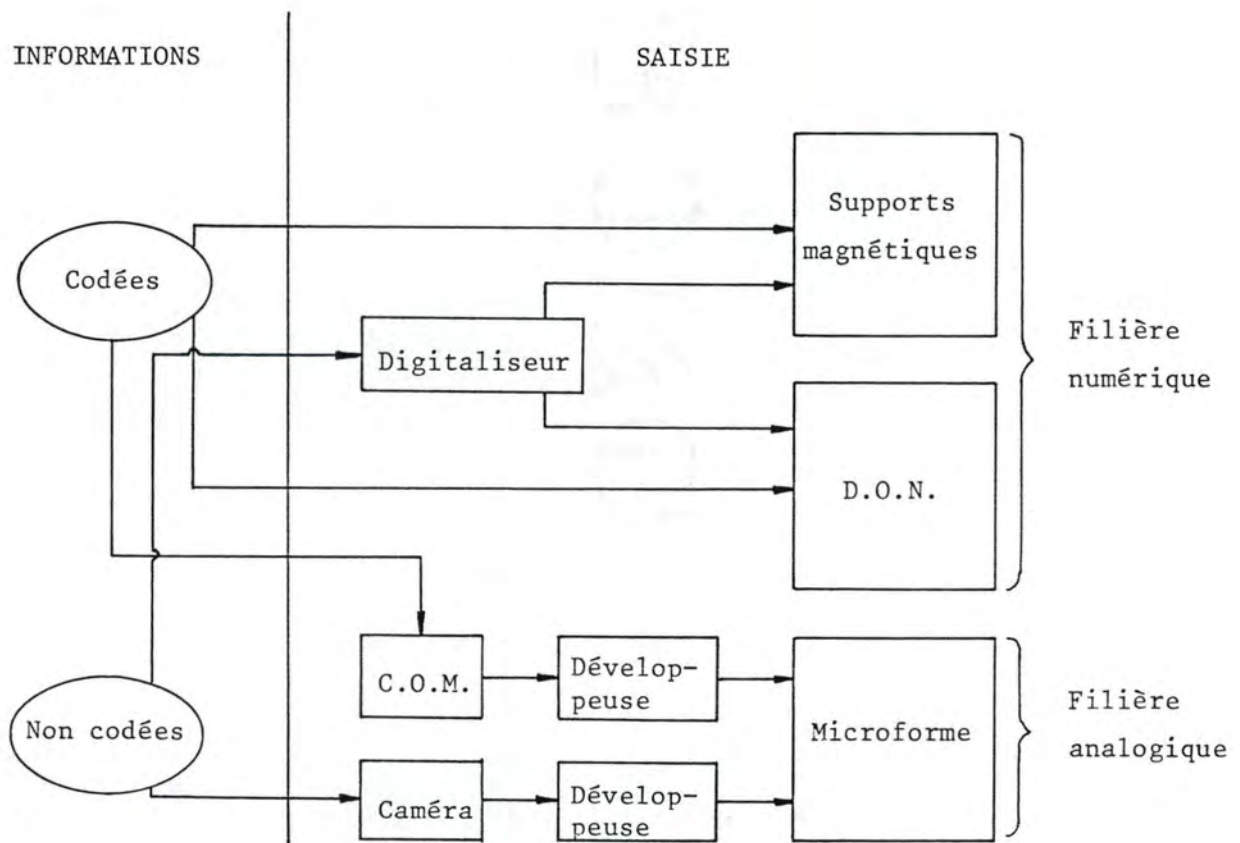 INFORMATIONS
SAISIE
Supports
magnétiques
Codées
Filière
numérique
Digitaliseur
D.O.N.
C.O.M.
Dévelop-
peuse
Microforme
Filière
analogique
Non codées
Caméra
Dévelop-
peuse